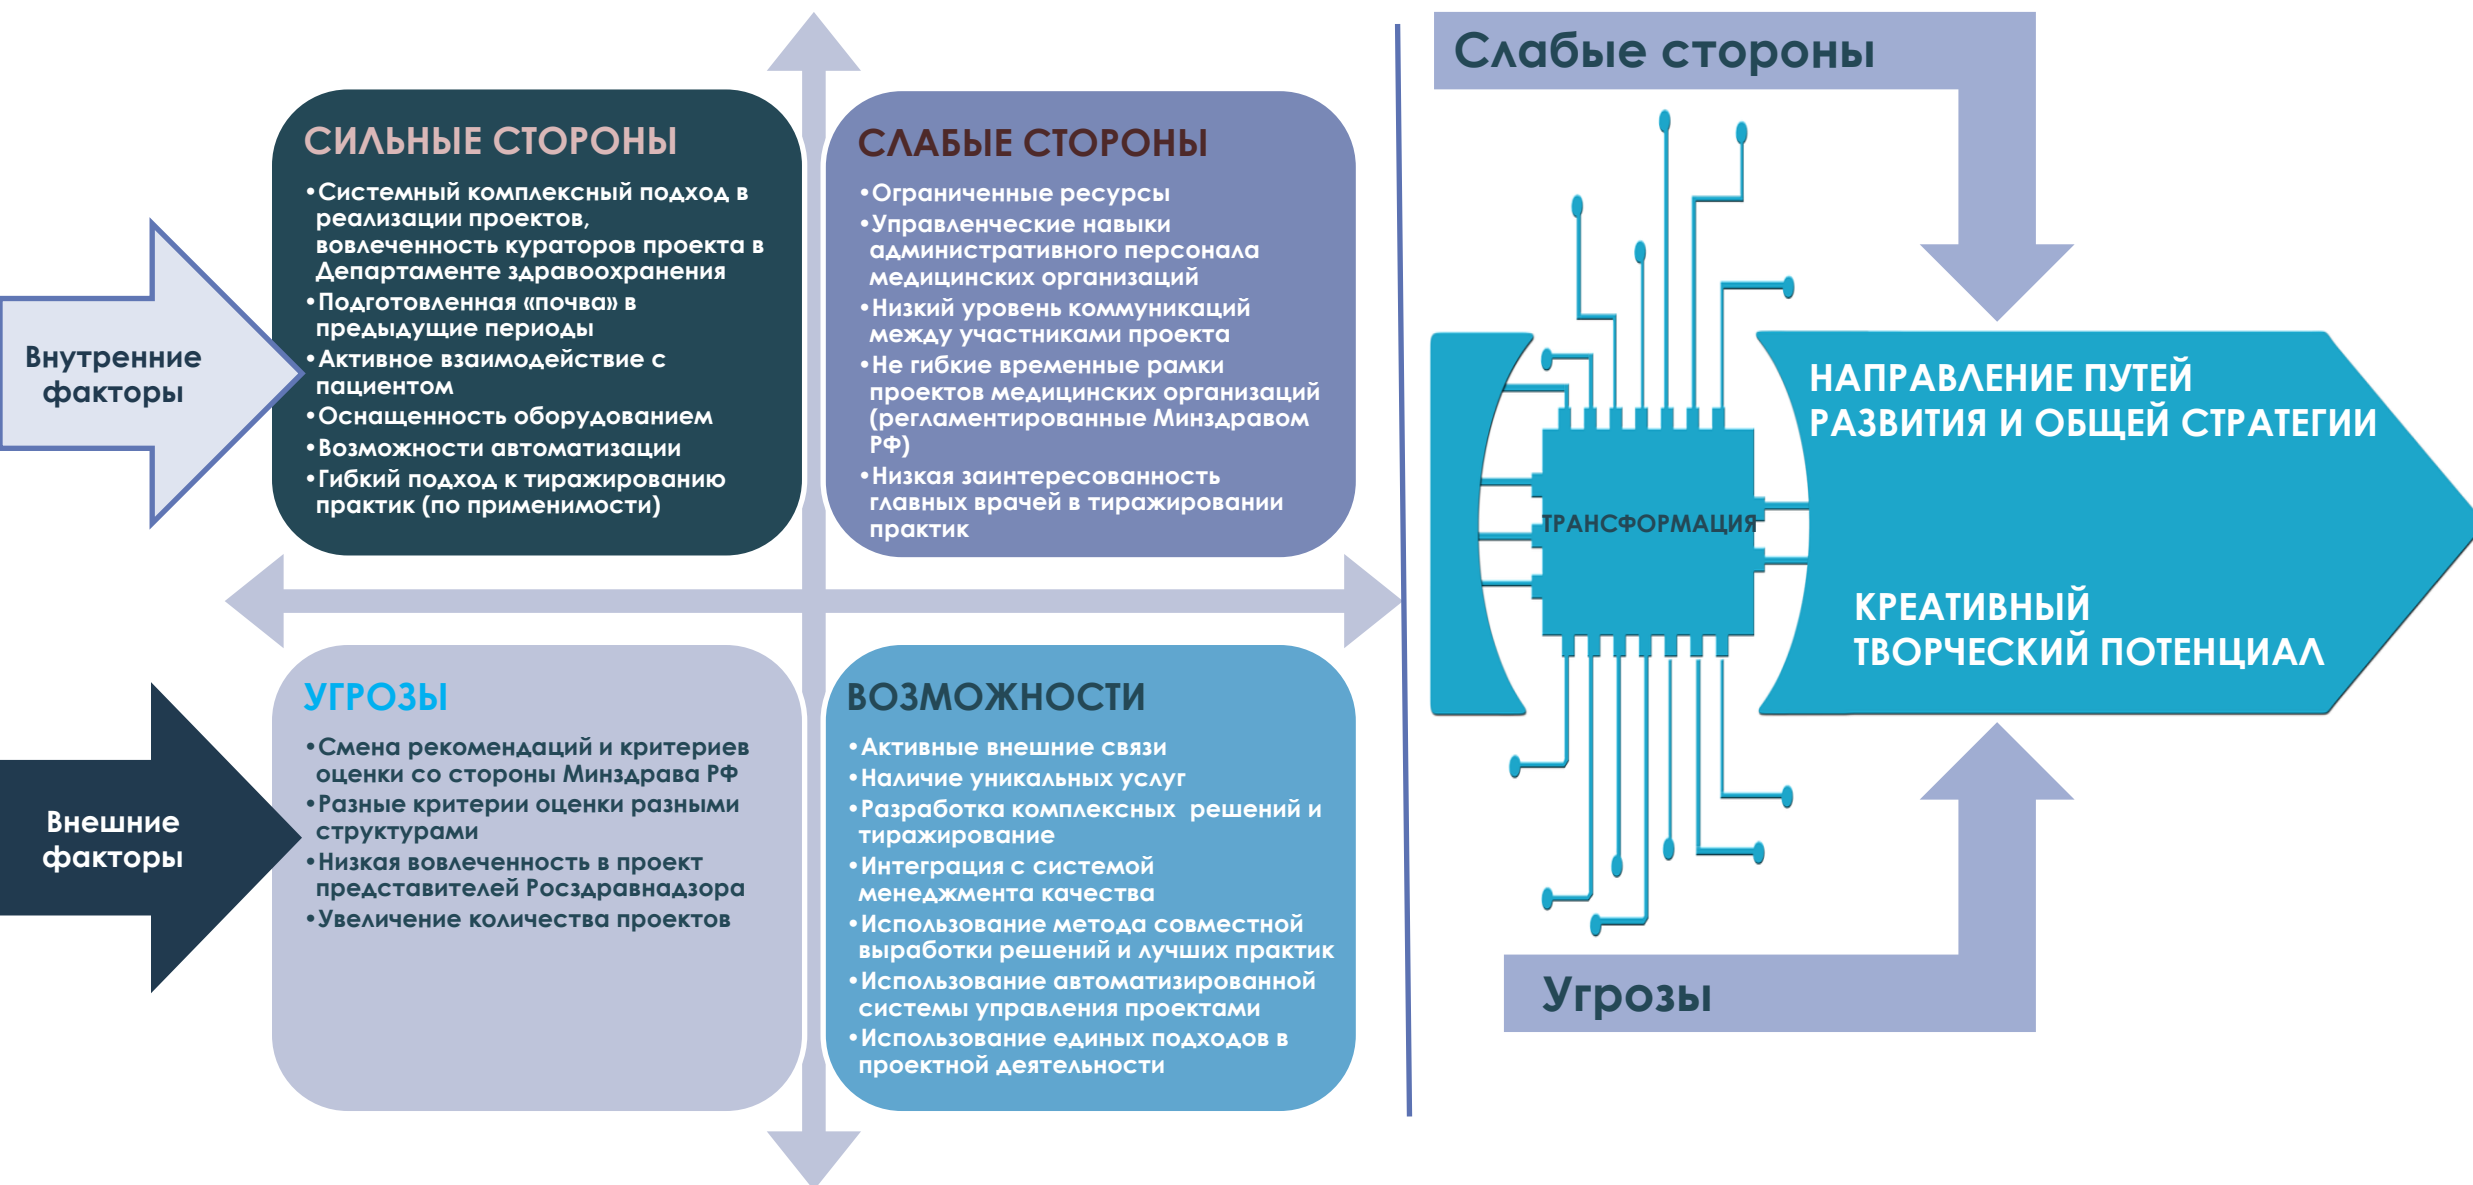 Внутренние
факторы
СИЛЬНЫЕ СТОРОНЫ
•Системный комплексный подход в
реализации проектов,
вовлеченность кураторов проекта в
Департаменте здравоохранения
•Подготовленная «почва» в
предыдущие периоды
•Активное взаимодействие с
пациентом
•Оснащенность оборудованием
•Возможности автоматизации
•Гибкий подход к тиражированию
практик (по применимости)
СЛАБЫЕ СТОРОНЫ
•Ограниченные ресурсы
•Управленческие навыки
административного персонала
медицинских организаций
•Низкий уровень коммуникаций
между участниками проекта
•Не гибкие временные рамки
проектов медицинских организаций
(регламентированные Минздравом
РФ)
•Низкая заинтересованность
главных врачей в тиражировании
практик
Внешние
факторы
УГРОЗЫ
•Смена рекомендаций и критериев
оценки со стороны Минздрава РФ
•Разные критерии оценки разными
структурами
•Низкая вовлеченность в проект
представителей Росздравнадзора
•Увеличение количества проектов
ВОЗМОЖНОСТИ
•Активные внешние связи
•Наличие уникальных услуг
•Разработка комплексных  решений и
тиражирование
•Интеграция с системой
менеджмента качества
•Использование метода совместной
выработки решений и лучших практик
•Использование автоматизированной
системы управления проектами
•Использование единых подходов в
проектной деятельности
Слабые стороны
НАПРАВЛЕНИЕ ПУТЕЙ
РАЗВИТИЯ И ОБЩЕЙ СТРАТЕГИИ
ТРАНСФОРМАЦИЯ
КРЕАТИВНЫЙ
ТВОРЧЕСКИЙ ПОТЕНЦИАЛ
Угрозы